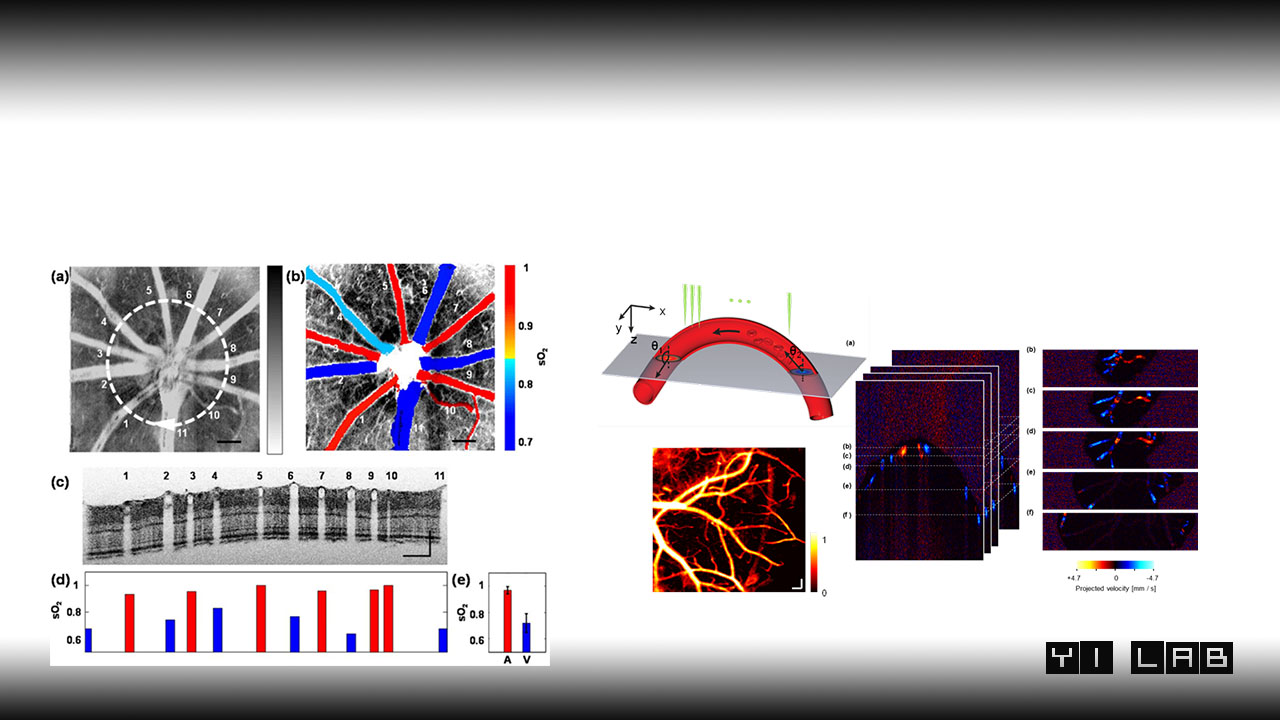 (a)
5
6
4
7
3
8
2
9
1
10
11
(b)
5
6
7
4
3
8
2
9
1
10
11
1
0.9
0.8
0.7
sO2
(c)
1 2 3 4 5 6 7 8 9 10 11
(d)
1
0.8
0.6
sO2
(e)
1
0.8
0.6
sO2
A V
x
y
z
θ
θ
(a)
1
0
(b)
(c)
(d)
(e)
(f)
(b)
(c)
(d)
(e)
(f)
+4.7 0 -4.7
Projected velocity [mm / s]
YI LAB